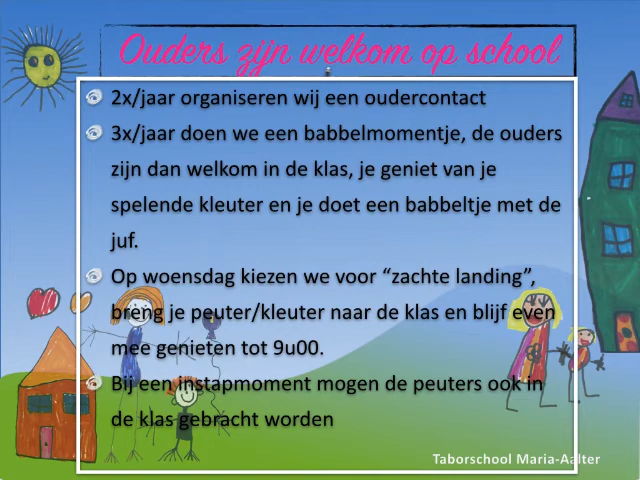 Ouders zijn welkom op school
2x/jaar organiseren wij een oudercontact
3x/jaar doen we een babbelmomentje, de ouders
zijn dan welkom in de klas, je geniet van je
spelende kleuter en je doet een babbeltje met de
juf.
Op woensdag kiezen we voor “zachte landing”,
breng je peuter/kleuter naar de klas en blijf even
mee genieten tot 9u00.
Bij een instapmoment mogen de peuters ook in
de klas gebracht worden
Taborschool Maria-Aalter